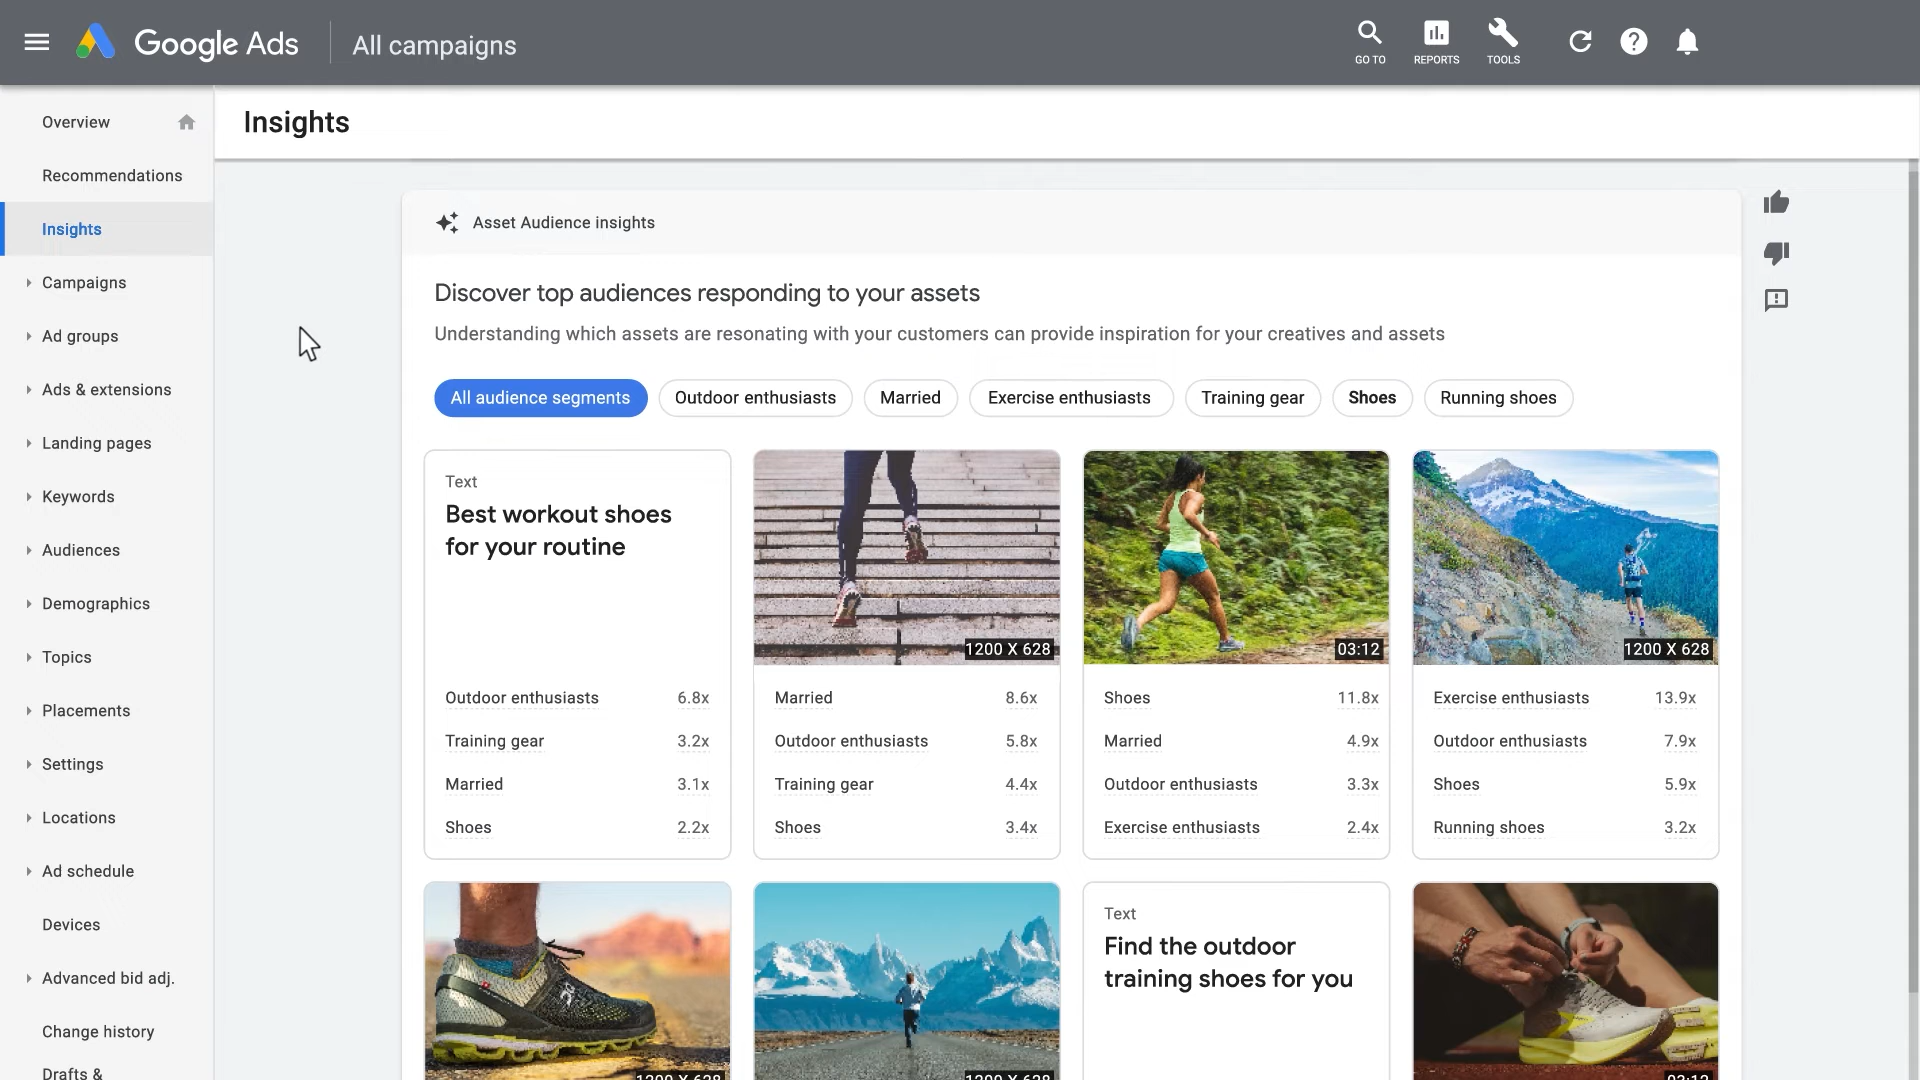 Google Ads
All campaigns
GO TO
REPORTS
TOOLS
Overview
Recommendations
Insights
Campaigns
Ad groups
Ads & extensions
Landing pages
Keywords
Audiences
Demographics
Topics
Placements
Settings
Locations
Ad schedule
Devices
Advanced bid adj.
Change history
Drafts &
Insights
Asset Audience insights
Discover top audiences responding to your assets
Understanding which assets are resonating with your customers can provide inspiration for your creatives and assets
All audience segments
Outdoor enthusiasts
Married
Exercise enthusiasts
Training gear
Shoes
Running shoes
Text
Best workout shoes
for your routine
Outdoor enthusiasts 6.8x
Training gear 3.2x
Married 3.1x
Shoes 2.2x
1200 X 628
Married 8.6x
Outdoor enthusiasts 5.8x
Training gear 4.4x
Shoes 3.4x
03:12
Shoes 11.8x
Married 4.9x
Outdoor enthusiasts 3.3x
Exercise enthusiasts 2.4x
1200 X 628
Exercise enthusiasts 13.9x
Outdoor enthusiasts 7.9x
Shoes 5.9x
Running shoes 3.2x
1200 X 628
1200 X 628
Text
Find the outdoor
training shoes for you
03:12